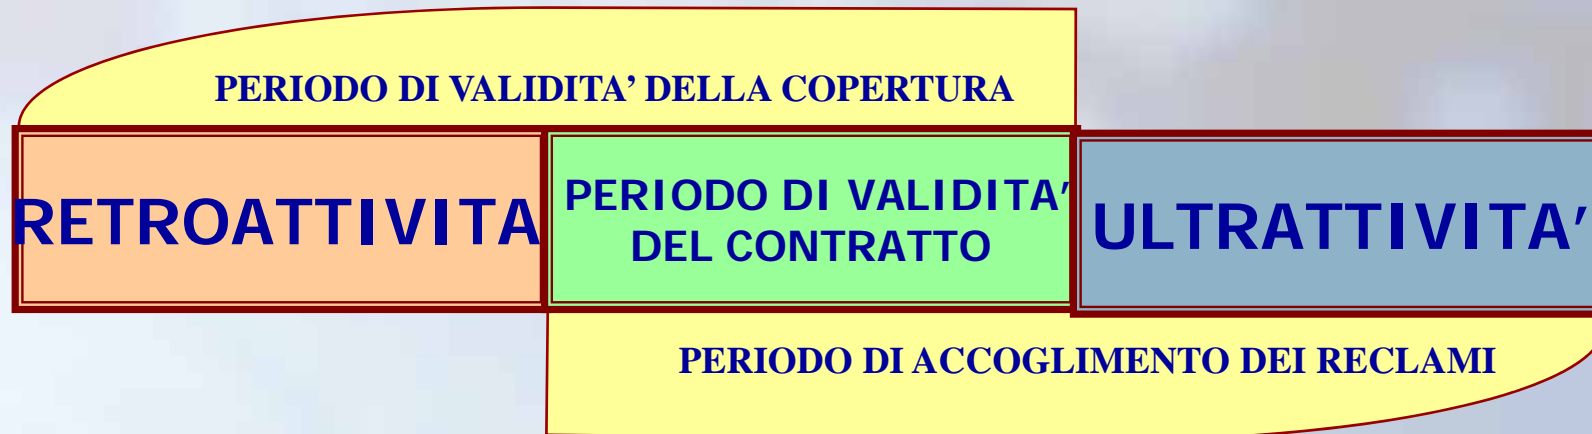 PERIODO DI VALIDITA’ DELLA COPERTURA
RETROATTIVITA
PERIODO DI VALIDITA’
DEL CONTRATTO
ULTRATTIVITA’
PERIODO DI ACCOGLIMENTO DEI RECLAMI